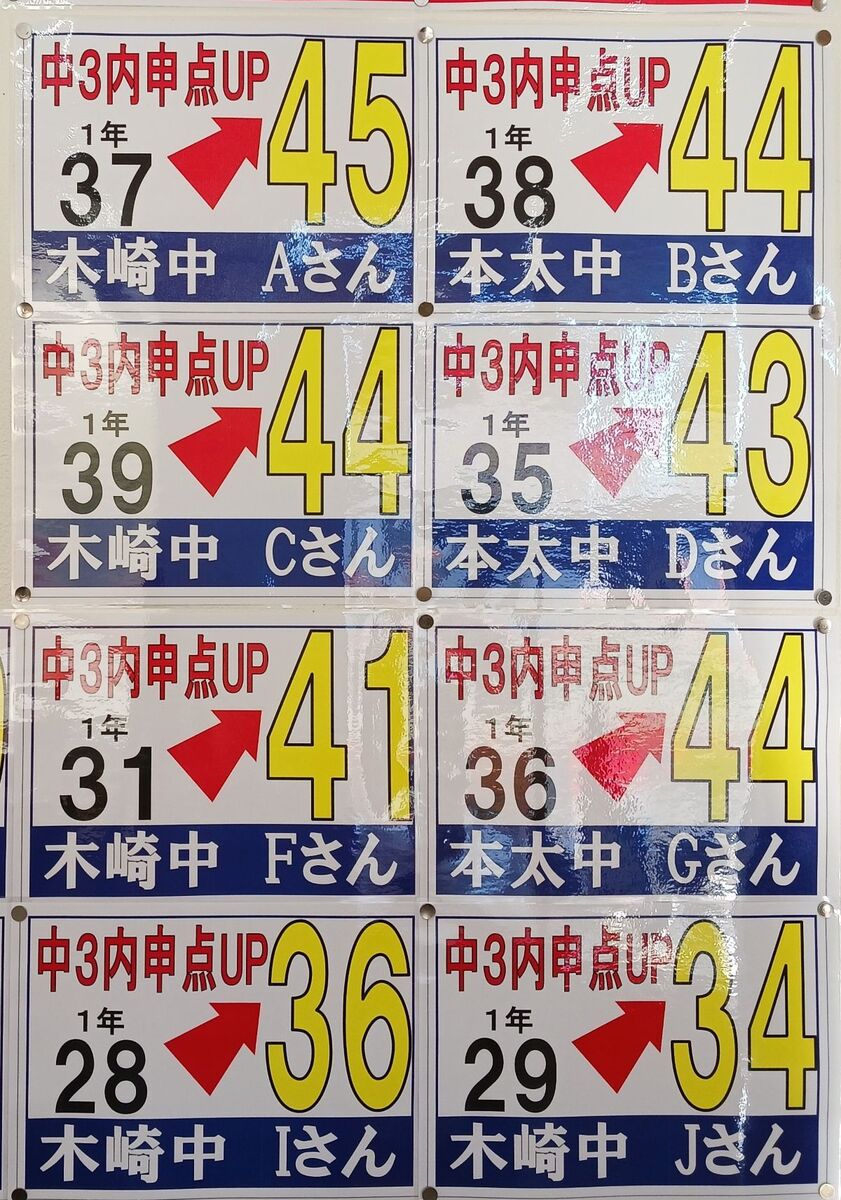 中3内申点UP
1年
37
45
木崎中 Aさん
中3内申点UP
1年
38
44
本太中 Bさん
中3内申点UP
1年
39
44
木崎中 Cさん
中3内申点UP
1年
35
43
本太中 Dさん
中3内申点UP
1年
31
41
木崎中 Fさん
中3内申点UP
1年
36
44
本太中 Gさん
中3内申点UP
1年
28
36
木崎中 Iさん
中3内申点UP
1年
29
34
木崎中 Jさん